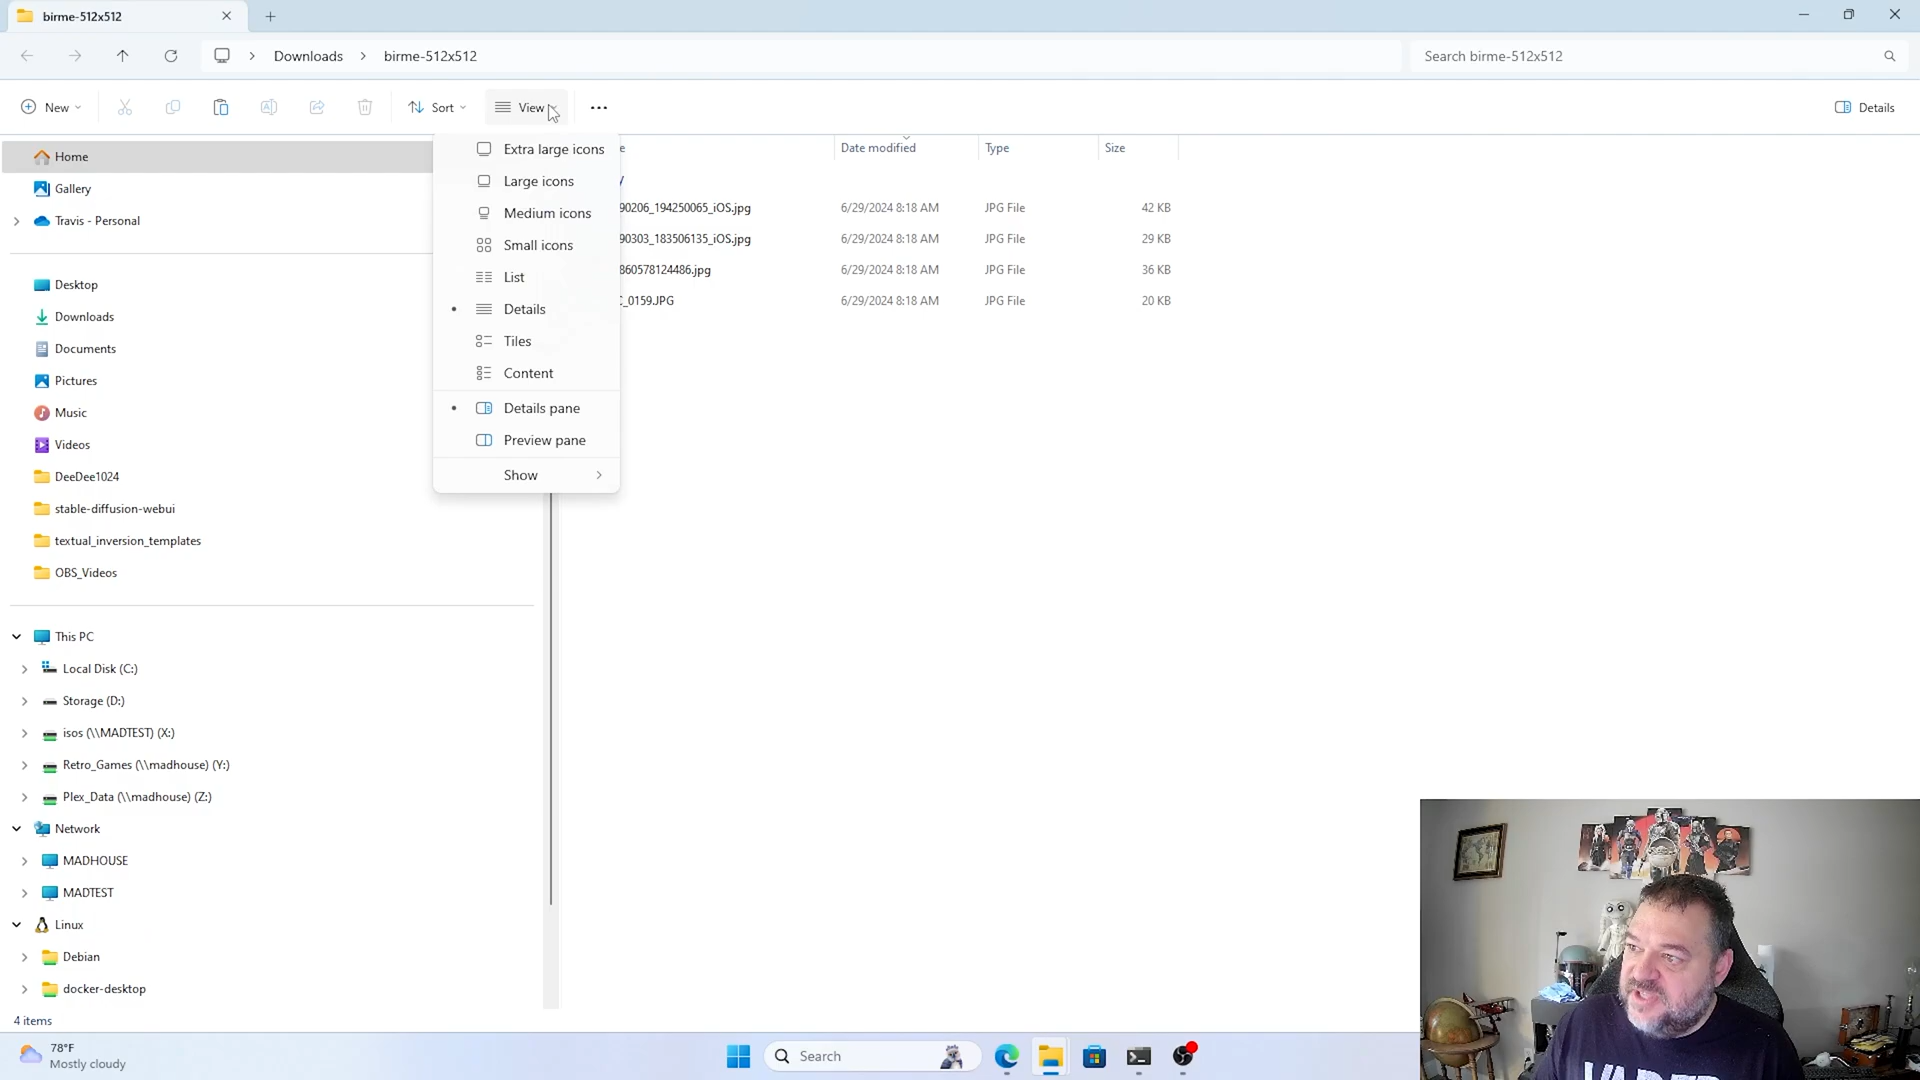 birme-512x512
Downloads
birme-512x512
Search birme-512x512
New
Sort
View
Details
Home
Gallery
Travis - Personal
Desktop
Downloads
Documents
Pictures
Music
Videos
DeeDee1024
stable-diffusion-webui
textual_inversion_templates
OBS_Videos
This PC
Local Disk (C:)
Storage (D:)
isos (\\MADTEST) (X:)
Retro_Games (\\madhouse) (Y:)
Plex_Data (\\madhouse) (Z:)
Network
MADHOUSE
MADTEST
Linux
Debian
docker-desktop
Extra large icons
Large icons
Medium icons
Small icons
List
Details
Tiles
Content
Details pane
Preview pane
Show
Date modified Type Size
90206_194250065_iOS.jpg 6/29/2024 8:18 AM JPG File 42 KB
90303_183506135_iOS.jpg 6/29/2024 8:18 AM JPG File 29 KB
860578124486.jpg 6/29/2024 8:18 AM JPG File 36 KB
_0159.JPG 6/29/2024 8:18 AM JPG File 20 KB
4 items
78°F
Mostly cloudy
Search